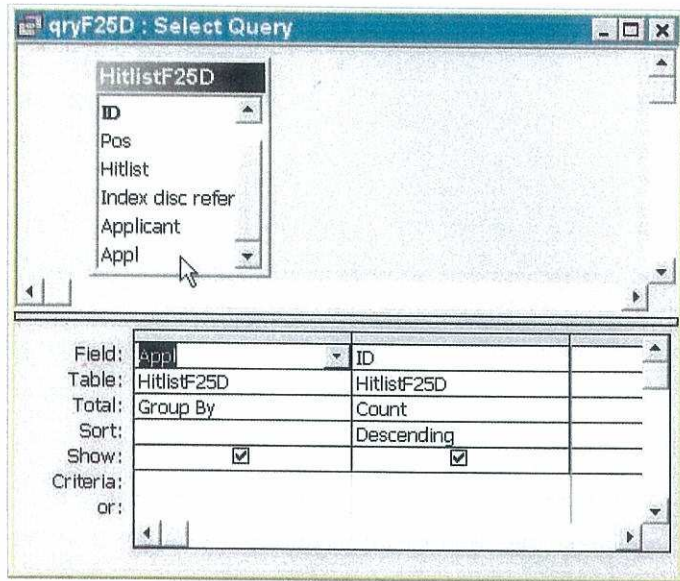 qryF25D : Select Query
HitlistF25D
ID
Pos
Hitlist
Index disc refer
Applicant
Appl
Field: Appl ID
Table: HitlistF25D HitlistF25D
Total: Group By Count
Sort: Descending
Show:
Criteria:
or: